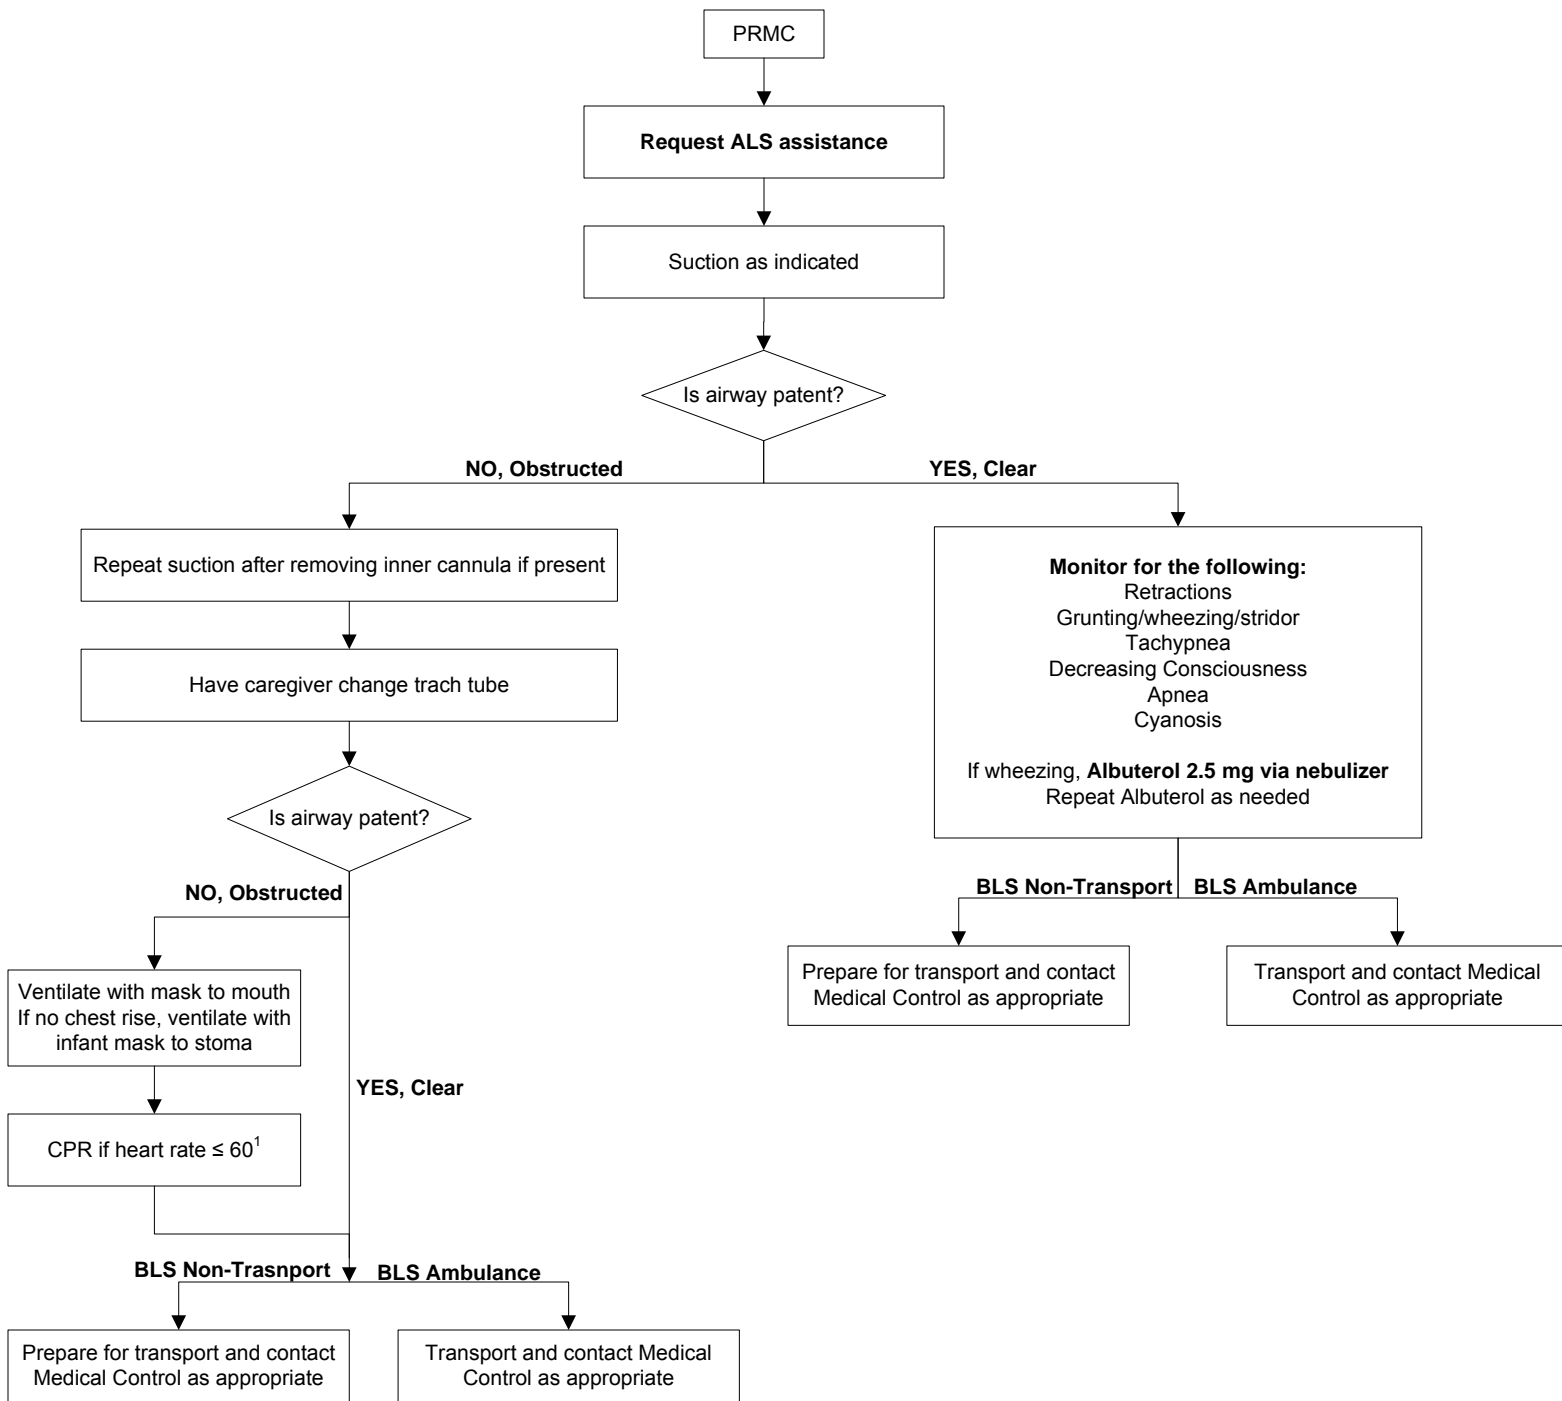 PRMC
Request ALS assistance
Suction as indicated
Is airway patent?
NO, Obstructed
YES, Clear
Repeat suction after removing inner cannula if present
Have caregiver change trach tube
Is airway patent?
NO, Obstructed
Ventilate with mask to mouth
If no chest rise, ventilate with
infant mask to stoma
YES, Clear
CPR if heart rate ≤ 60¹
BLS Non-Trasnport
BLS Ambulance
Prepare for transport and contact
Medical Control as appropriate
Transport and contact Medical
Control as appropriate
Monitor for the following:
Retractions
Grunting/wheezing/stridor
Tachypnea
Decreasing Consciousness
Apnea
Cyanosis
If wheezing, Albuterol 2.5 mg via nebulizer
Repeat Albuterol as needed
BLS Non-Transport
BLS Ambulance
Prepare for transport and contact
Medical Control as appropriate
Transport and contact Medical
Control as appropriate